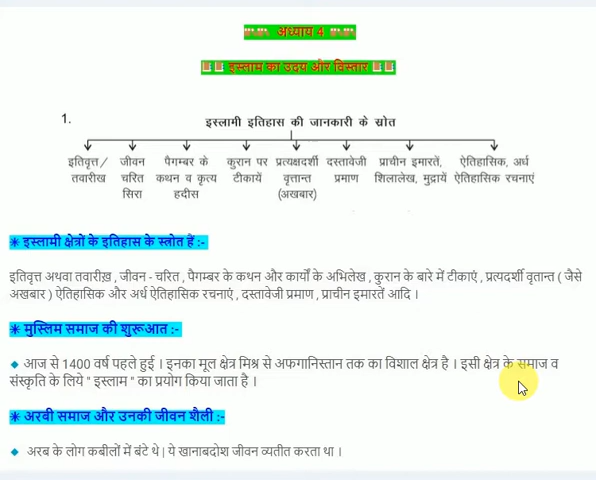 अध्याय 4
इस्लाम का उदय और विस्तार
1. इस्लामी इतिहास की जानकारी के स्रोत
इतिवृत्त/ जीवन पैगम्बर के कुरान पर प्रत्यक्षदर्शी दस्तावेजी प्राचीन इमारतें, ऐतिहासिक, अर्ध
तवारीख चरित कथन व कृत्य टीकायें वृत्तान्त प्रमाण शिलालेख, मुद्रायें ऐतिहासिक रचनाएं
सिरा हदीस (अखबार)
✳ इस्लामी क्षेत्रों के इतिहास के स्त्रोत हैं :-
इतिवृत्त अथवा तवारीख़ , जीवन - चरित , पैगम्बर के कथन और कार्यों के अभिलेख , कुरान के बारे में टीकाएं , प्रत्यदर्शी वृतान्त ( जैसे
अखबार ) ऐतिहासिक और अर्ध ऐतिहासिक रचनाएं , दस्तावेजी प्रमाण , प्राचीन इमारतें आदि ।
✳ मुस्लिम समाज की शुरूआत :-
◆ आज से 1400 वर्ष पहले हुई । इनका मूल क्षेत्र मिश्र से अफगानिस्तान तक का विशाल क्षेत्र है । इसी क्षेत्र के समाज व
संस्कृति के लिये " इस्लाम " का प्रयोग किया जाता है ।
✳ अरबी समाज और उनकी जीवन शैली :-
◆ अरब के लोग कबीलों में बंटे थे | ये खानाबदोश जीवन व्यतीत करता था ।